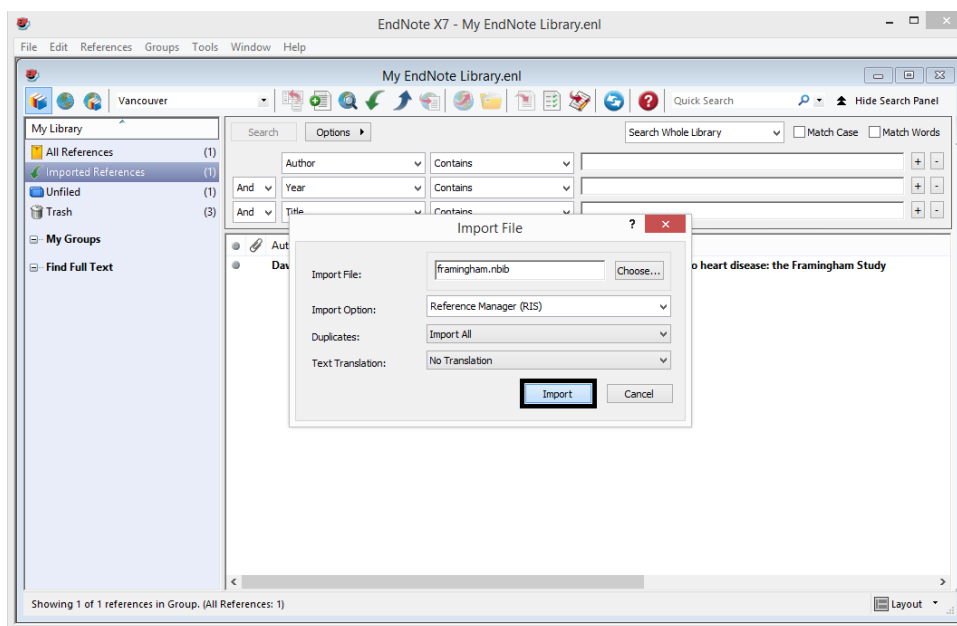 EndNote X7 - My EndNote Library.enl
File Edit References Groups Tools Window Help
My EndNote Library.enl
Vancouver
Quick Search
Hide Search Panel
My Library
Search
Options
Search Whole Library
Match Case
Match Words
All References (1)
Imported References (1)
Unfiled (1)
Trash (3)
My Groups
Find Full Text
Author Contains + -
And Year Contains + -
And Title Contains + -
Aut
Dav
o heart disease: the Framingham Study
Import File ? ×
Import File: framingham.nbib Choose...
Import Option: Reference Manager (RIS)
Duplicates: Import All
Text Translation: No Translation
Import Cancel
Showing 1 of 1 references in Group. (All References: 1)
Layout